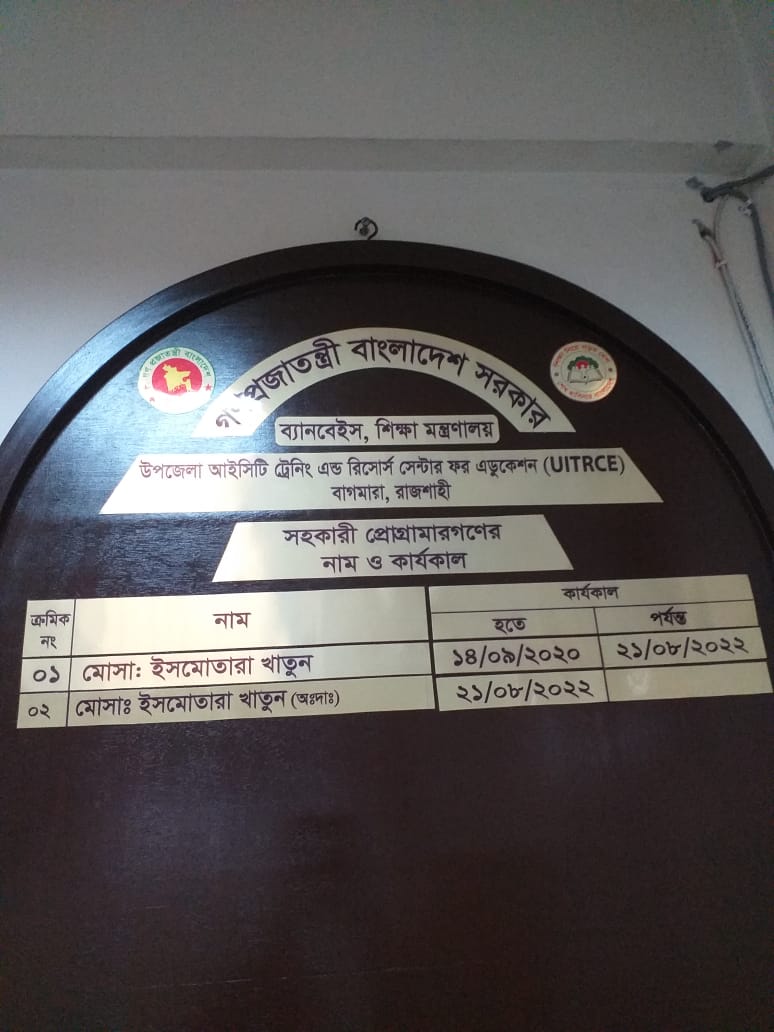 গণপ্রজাতন্ত্রী বাংলাদেশ সরকার
ব্যানবেইস, শিক্ষা মন্ত্রণালয়
উপজেলা আইসিটি ট্রেনিং এন্ড রিসোর্স সেন্টার ফর এডুকেশন (UITRCE)
বাগমারা, রাজশাহী
সহকারী প্রোগ্রামারগণের
নাম ও কার্যকাল
ক্রমিক নং নাম কার্যকাল
হতে পর্যন্ত
০১ মোসা: ইসমোতারা খাতুন ১৪/০৯/২০২০ ২১/০৮/২০২২
০২ মোসাঃ ইসমোতারা খাতুন (অঃদাঃ) ২১/০৮/২০২২